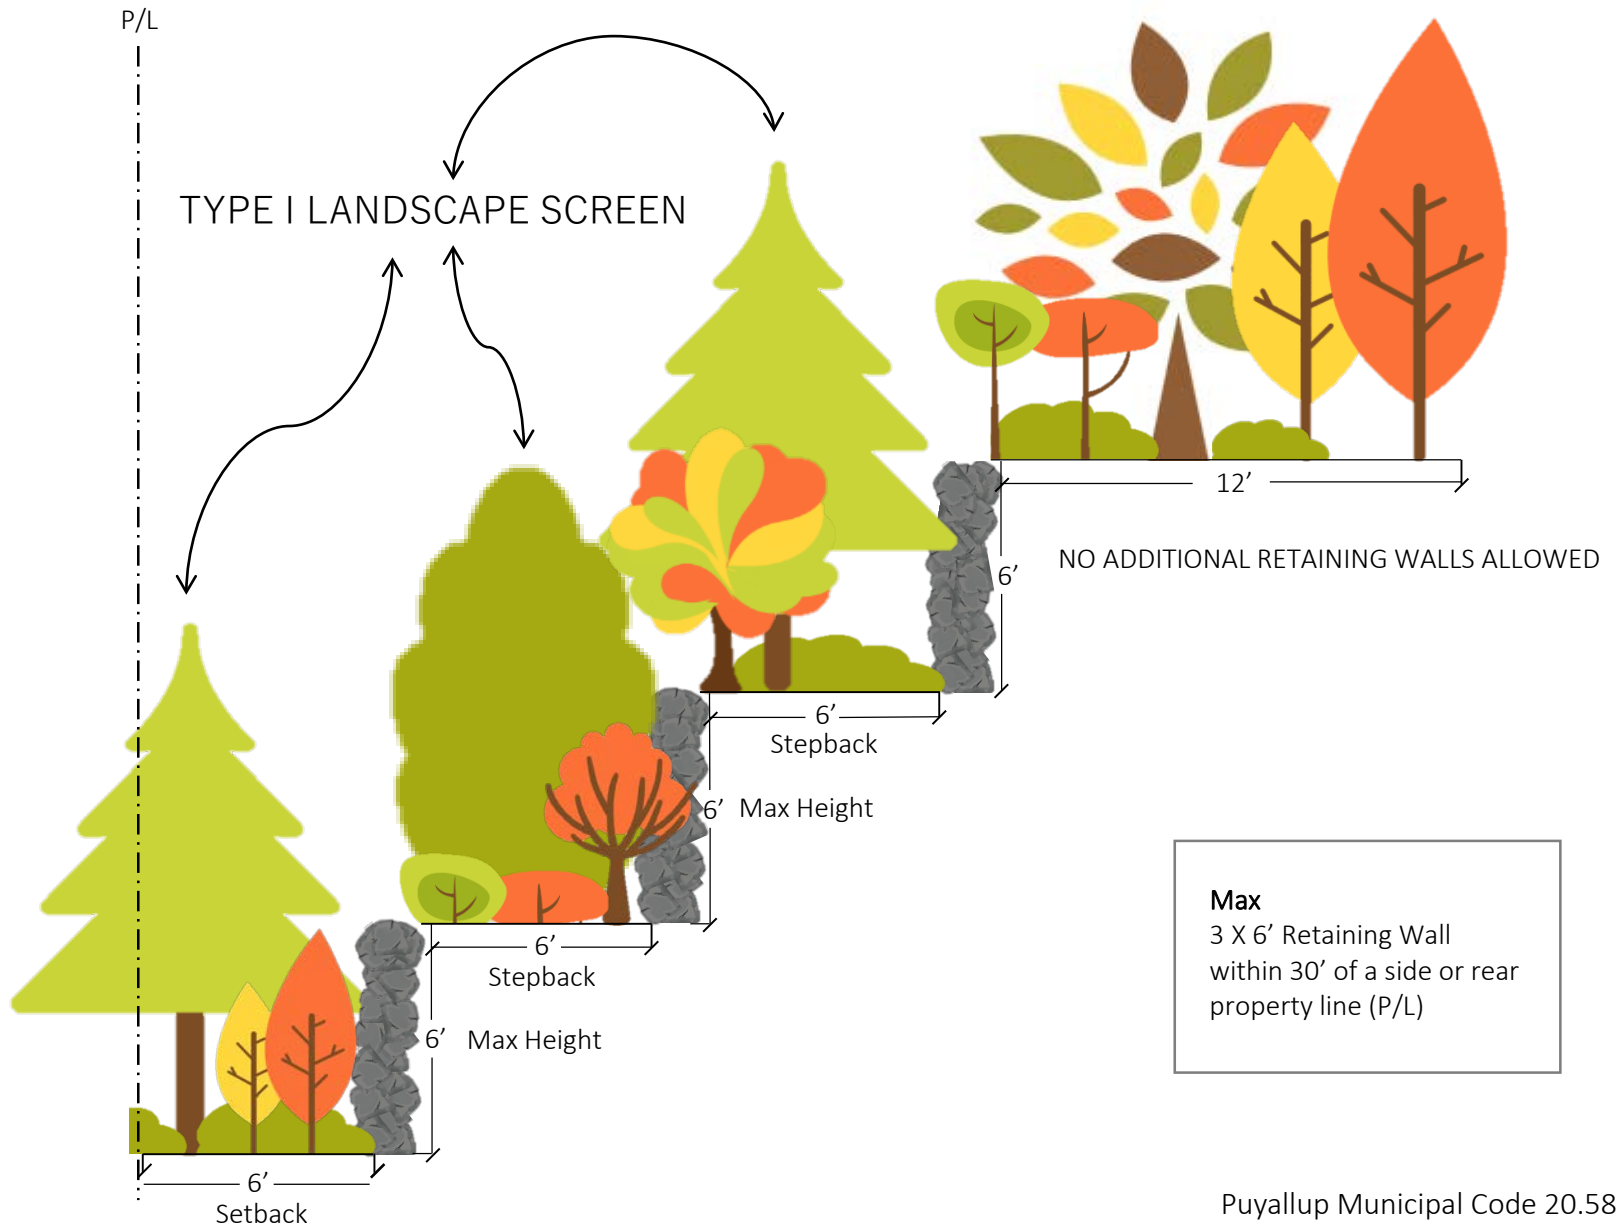 P/L
TYPE I LANDSCAPE SCREEN
12’
NO ADDITIONAL RETAINING WALLS ALLOWED
6’
6’
Stepback
6’ Max Height
6’
Stepback
6’ Max Height
6’
Setback
Max
3 X 6’ Retaining Wall
within 30’ of a side or rear
property line (P/L)
Puyallup Municipal Code 20.58